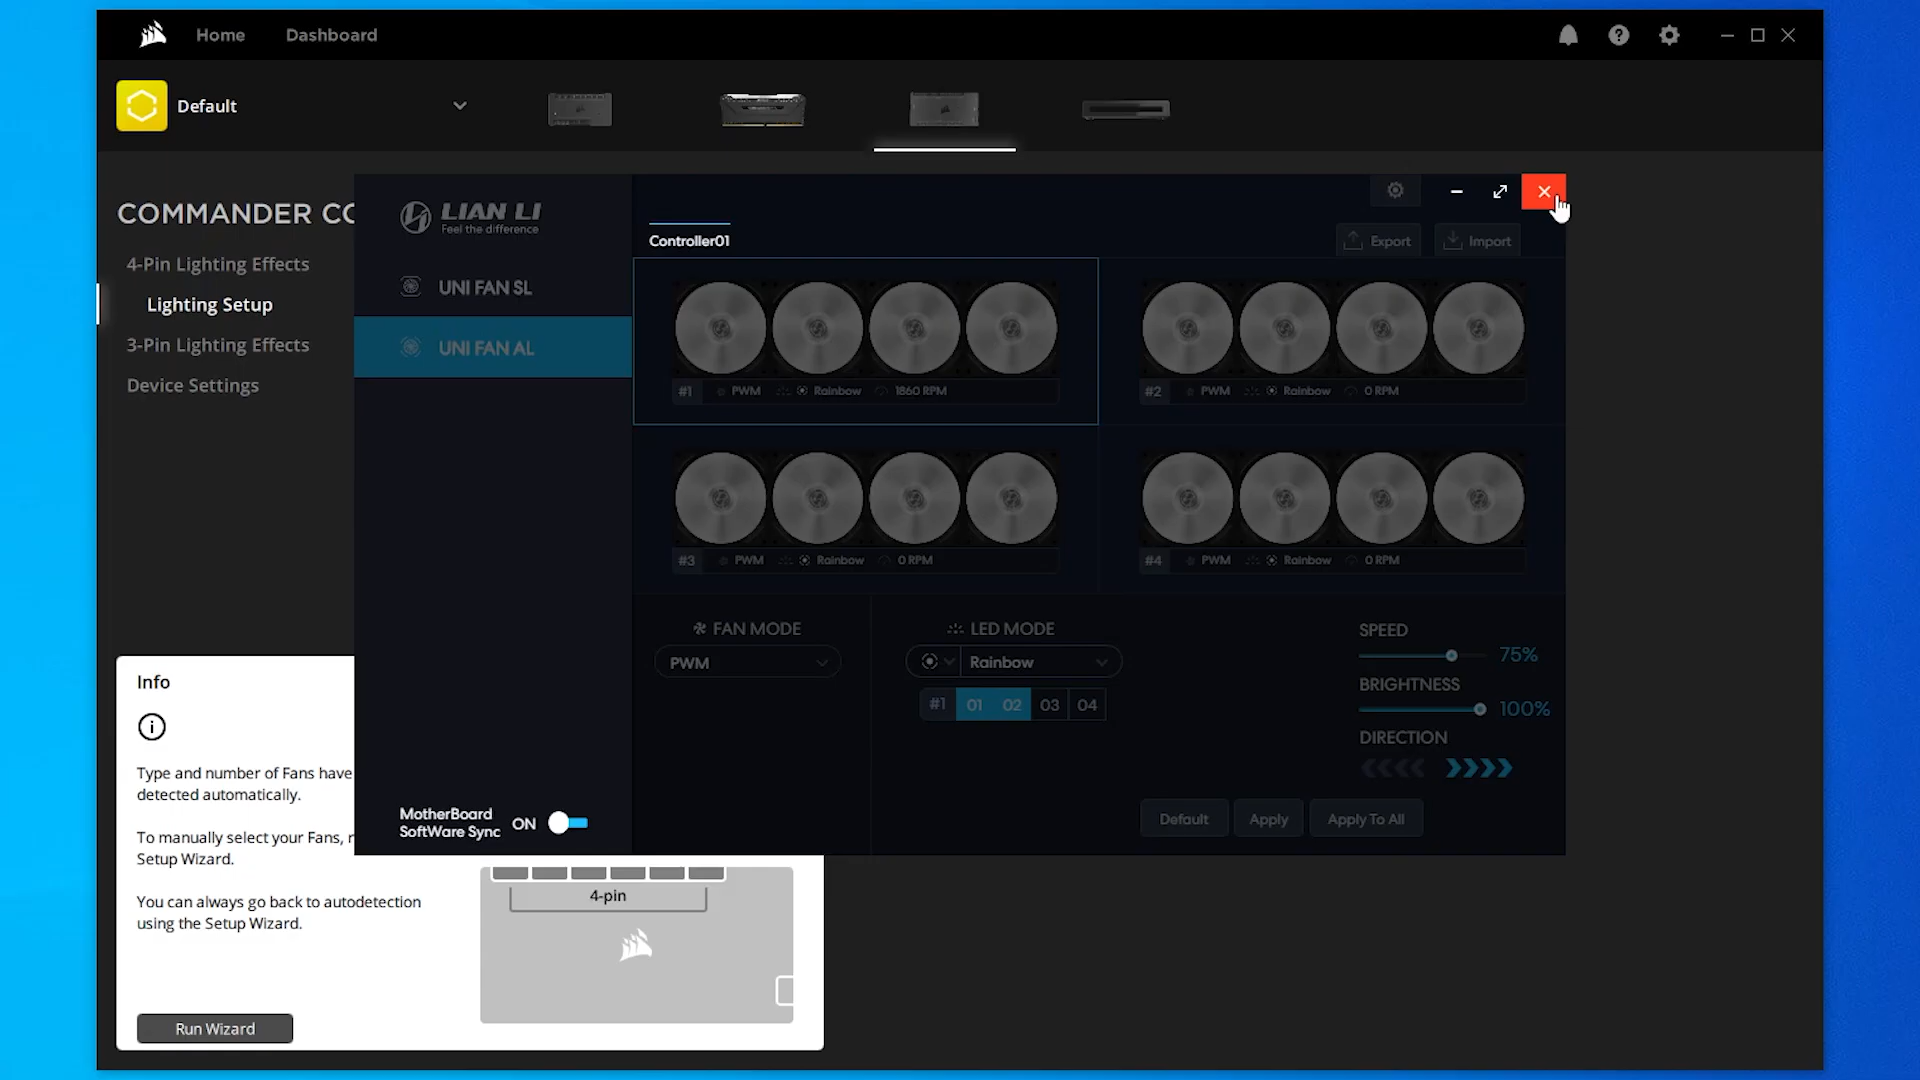 Home
Dashboard
Default
COMMANDER CO
4-Pin Lighting Effects
Lighting Setup
3-Pin Lighting Effects
Device Settings
LIAN LI
Feel the difference
UNI FAN SL
UNI FAN AL
MotherBoard
SoftWare Sync
ON
Controller01
Export
Import
#1 PWM Rainbow 1860 RPM
#2 PWM Rainbow 0 RPM
#3 PWM Rainbow 0 RPM
#4 PWM Rainbow 0 RPM
FAN MODE
PWM
LED MODE
Rainbow
#1 01 02 03 04
SPEED
75%
BRIGHTNESS
100%
DIRECTION
Default
Apply
Apply To All
Info
Type and number of Fans have
detected automatically.
To manually select your Fans, r
Setup Wizard.
You can always go back to autodetection
using the Setup Wizard.
Run Wizard
4-pin